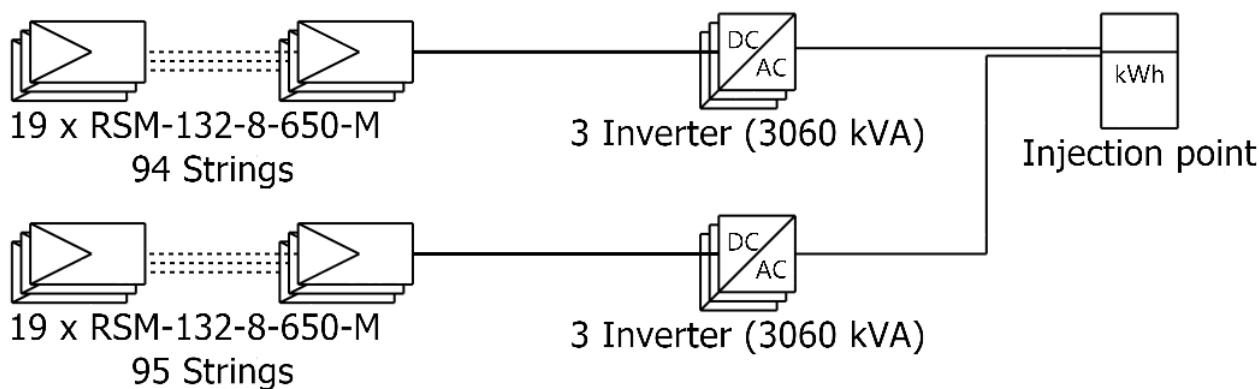 DC
AC
kWh
19 x RSM-132-8-650-M
94 Strings
3 Inverter (3060 kVA)
Injection point
DC
AC
19 x RSM-132-8-650-M
95 Strings
3 Inverter (3060 kVA)